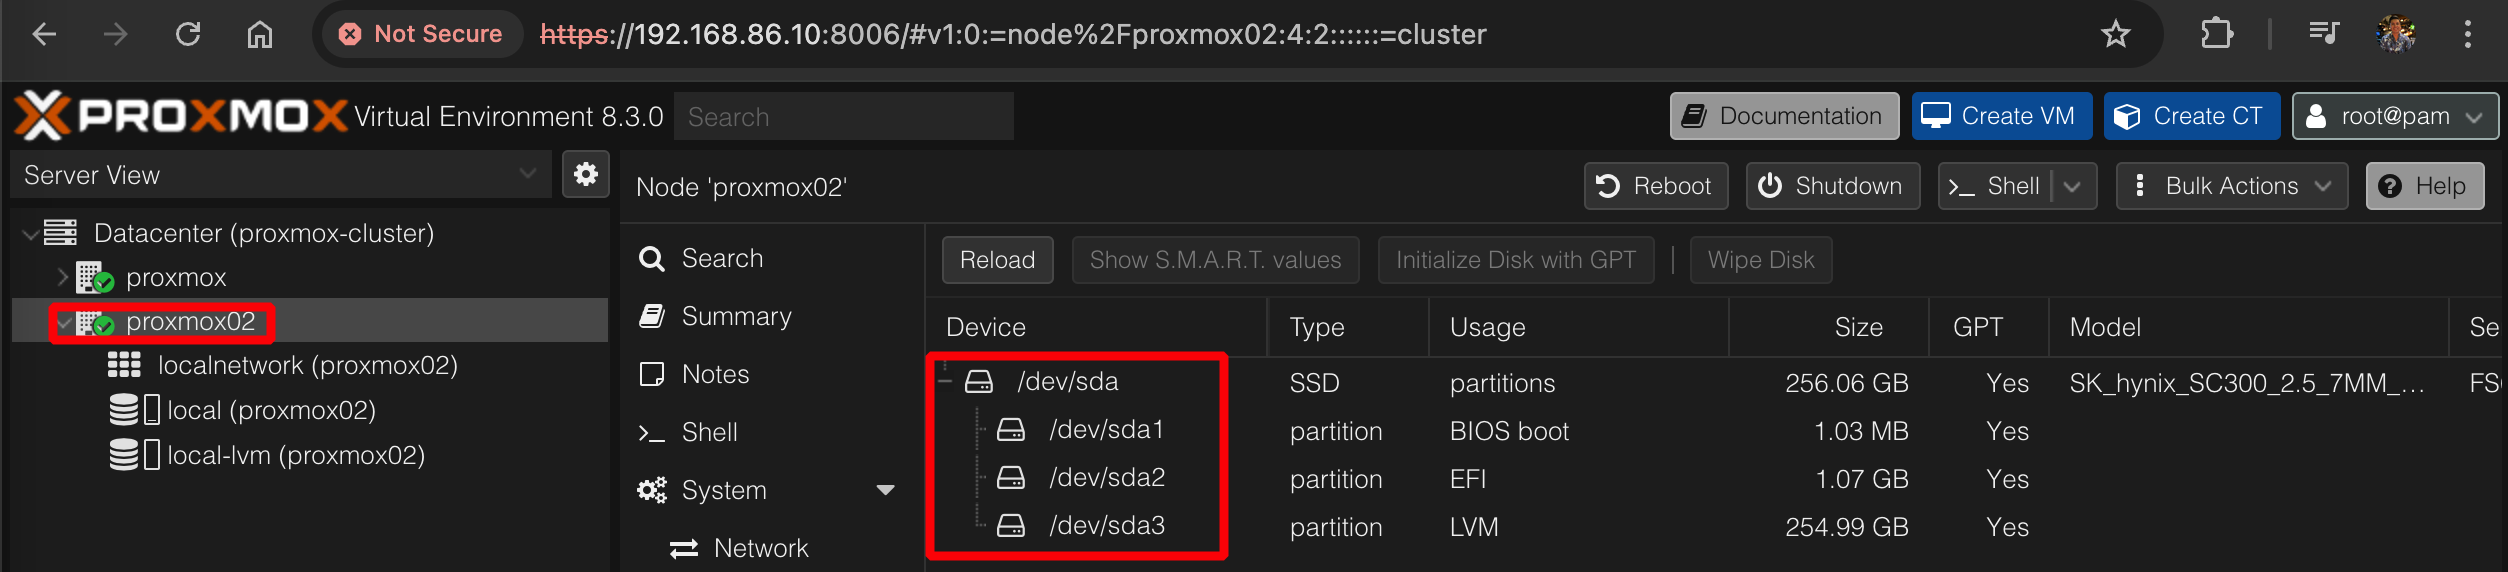 Not Secure https://192.168.86.10:8006/#v1:0:=node%2Fproxmox02:4:2::::::=cluster
PROXMOX Virtual Environment 8.3.0 Search Documentation Create VM Create CT root@pam
Server View
Node 'proxmox02' Reboot Shutdown Shell Bulk Actions Help
Datacenter (proxmox-cluster)
proxmox
proxmox02
localnetwork (proxmox02)
local (proxmox02)
local-lvm (proxmox02)
Search
Summary
Notes
Shell
System
Network
Reload Show S.M.A.R.T. values Initialize Disk with GPT Wipe Disk
Device Type Usage Size GPT Model Se
/dev/sda SSD partitions 256.06 GB Yes SK_hynix_SC300_2.5_7MM_... FS
/dev/sda1 partition BIOS boot 1.03 MB Yes
/dev/sda2 partition EFI 1.07 GB Yes
/dev/sda3 partition LVM 254.99 GB Yes